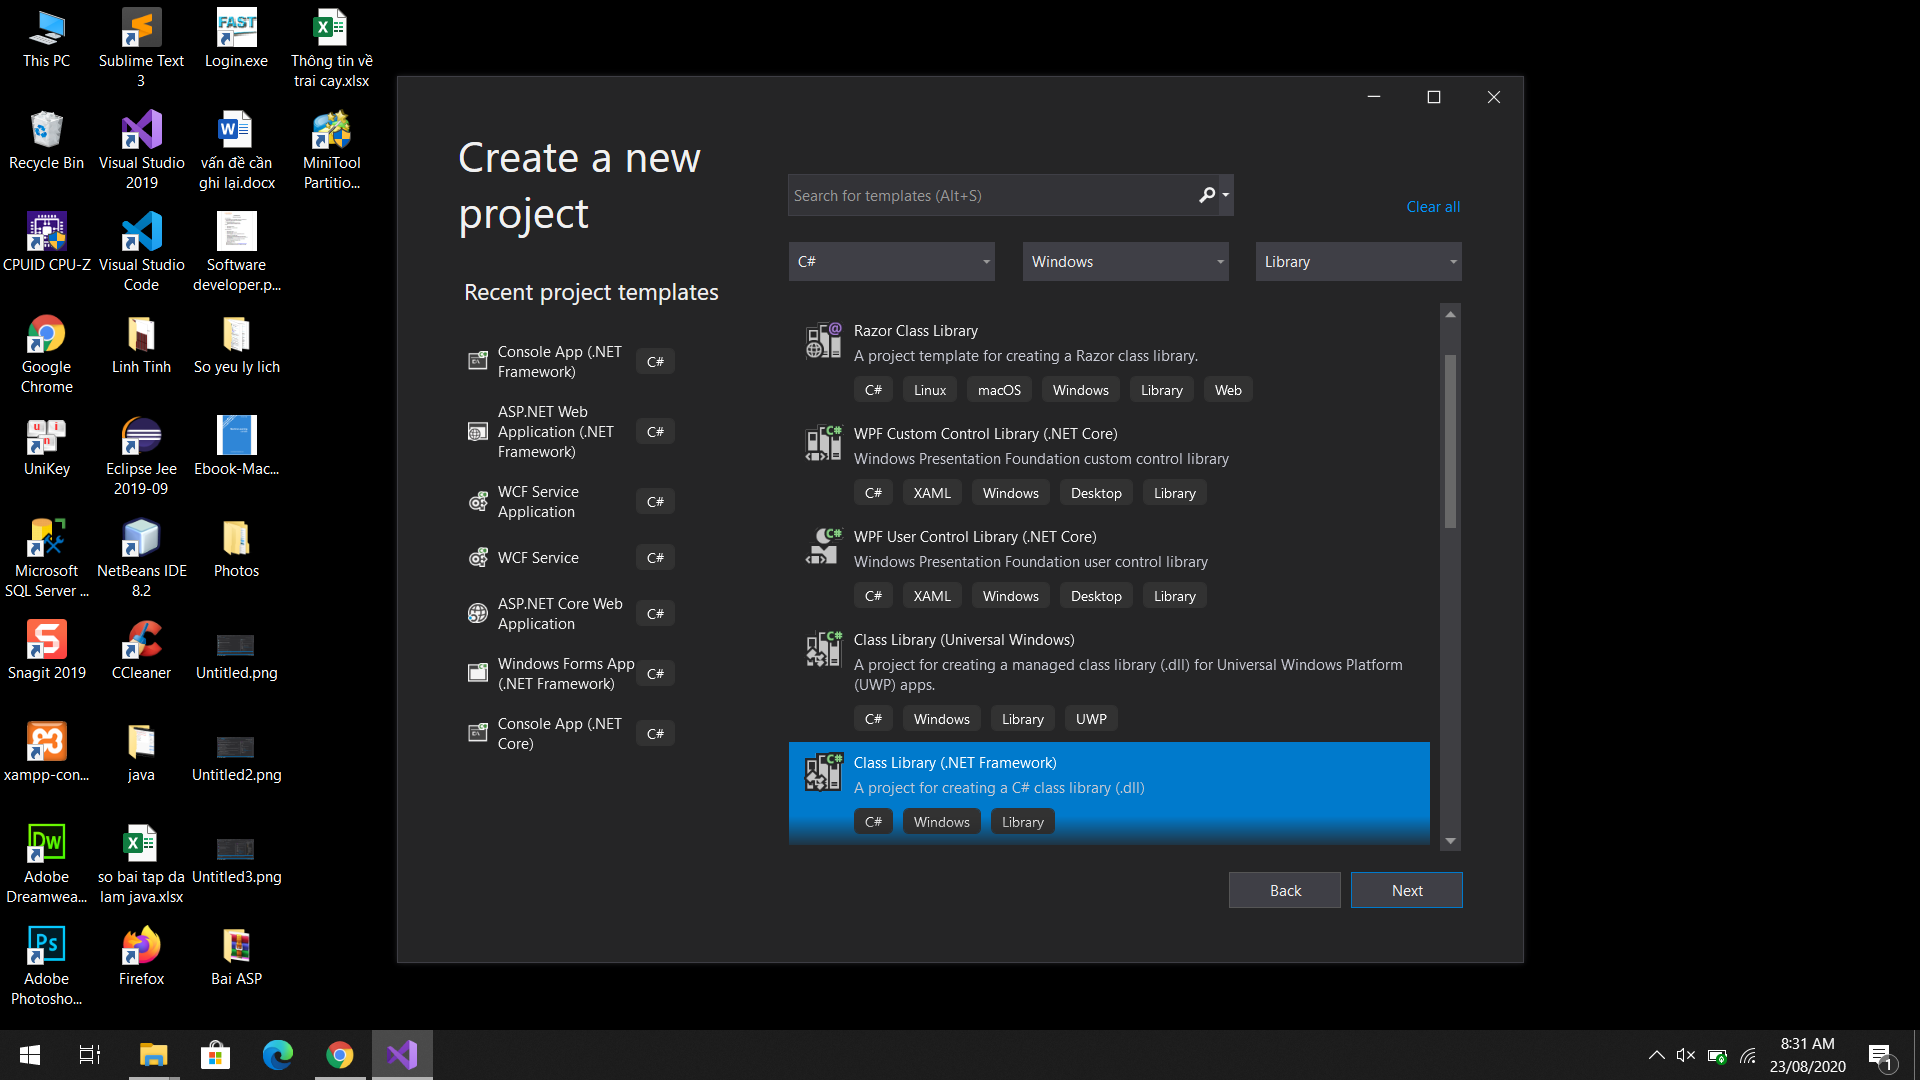 This PC
Sublime Text
3
Login.exe
Thông tin về
trai cay.xlsx
Recycle Bin
Visual Studio
2019
vấn đề cần
ghi lại.docx
MiniTool
Partitio...
CPUID CPU-Z
Visual Studio
Code
Software
developer.p...
Google
Chrome
Linh Tinh
So yeu ly lich
UniKey
Eclipse Jee
2019-09
Ebook-Mac...
Microsoft
SQL Server ...
NetBeans IDE
8.2
Photos
Snagit 2019
CCleaner
Untitled.png
xampp-con...
java
Untitled2.png
Adobe
Dreamwea...
so bai tap da
lam java.xlsx
Untitled3.png
Adobe
Photosho...
Firefox
Bai ASP
FAST
Dw
Ps
Create a new
project
Search for templates (Alt+S)
Clear all
C#
Windows
Library
Recent project templates
Console App (.NET
Framework)
C#
ASP.NET Web
Application (.NET
Framework)
C#
WCF Service
Application
C#
WCF Service
C#
ASP.NET Core Web
Application
C#
Windows Forms App
(.NET Framework)
C#
Console App (.NET
Core)
C#
Razor Class Library
A project template for creating a Razor class library.
C# Linux macOS Windows Library Web
WPF Custom Control Library (.NET Core)
Windows Presentation Foundation custom control library
C# XAML Windows Desktop Library
WPF User Control Library (.NET Core)
Windows Presentation Foundation user control library
C# XAML Windows Desktop Library
Class Library (Universal Windows)
A project for creating a managed class library (.dll) for Universal Windows Platform
(UWP) apps.
C# Windows Library UWP
Class Library (.NET Framework)
A project for creating a C# class library (.dll)
C# Windows Library
Back
Next
8:31 AM
23/08/2020
1